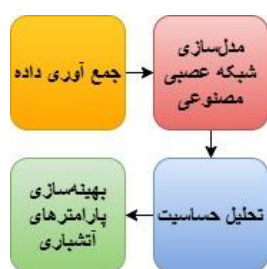 جمع آوری داده
مدل‌سازی
شبکه عصبی
مصنوعی
تحلیل حساسیت
بهینه‌سازی
پارامترهای
آتشباری